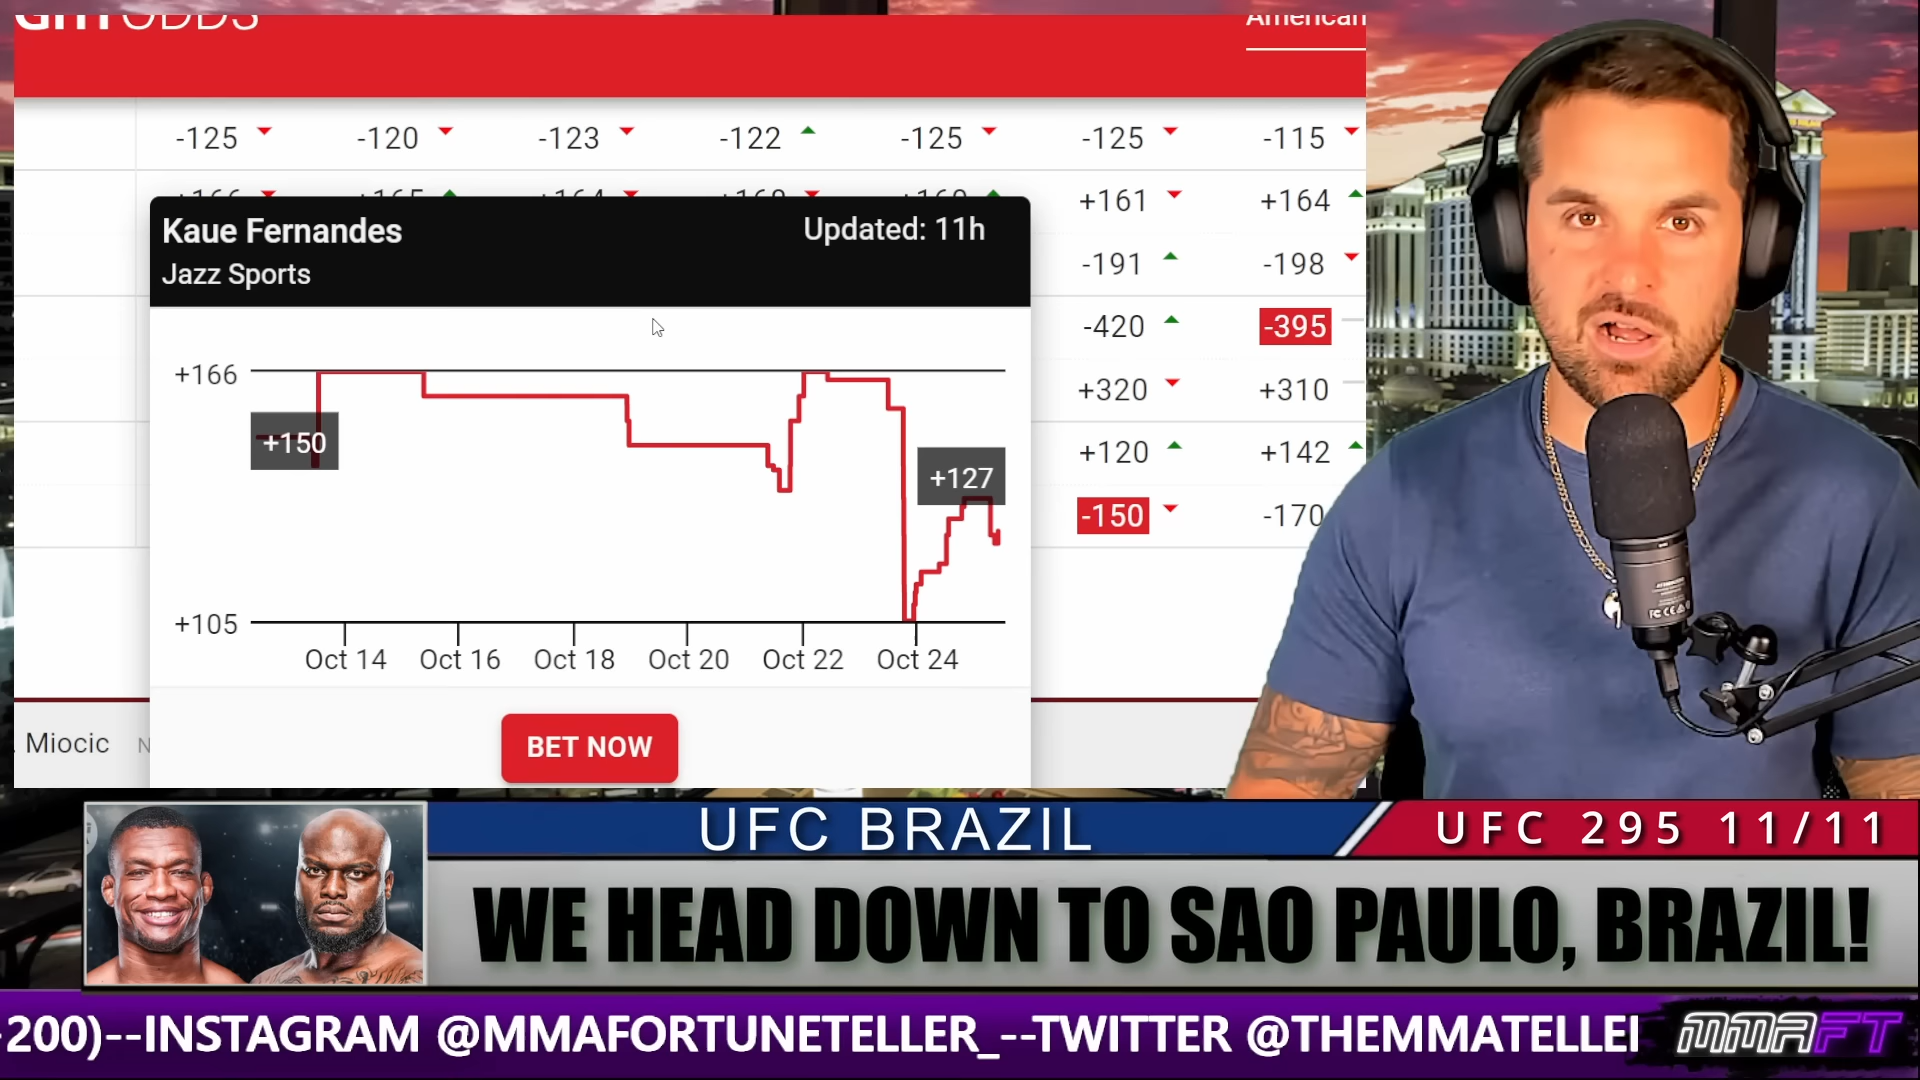 GHTODDS
American
-125 -120 -123 -122 -125 -125 -115
+161 +164
Kaue Fernandes
Updated: 11h
Jazz Sports
-191 -198
-420 -395
+320 +310
+120 +142
-150 -170
+166
+150
+127
+105
Oct 14 Oct 16 Oct 18 Oct 20 Oct 22 Oct 24
BET NOW
Miocic
UFC BRAZIL
UFC 295 11/11
WE HEAD DOWN TO SAO PAULO, BRAZIL!
-200)--INSTAGRAM @MMAFORTUNETELLER_--TWITTER @THEMMATELLE
MMAFT